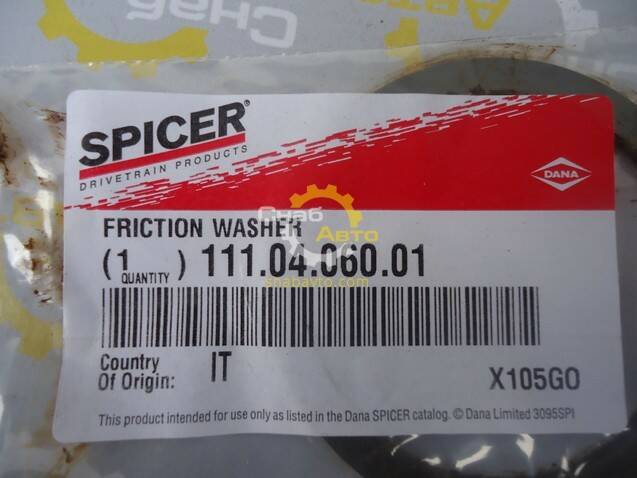 SPICER®
DRIVETRAIN PRODUCTS
DANA
FRICTION WASHER
(1 QUANTITY) 111.04.060.01
Снаб Авто
snabavto.com
Country Of Origin: IT
X105GO
This product intended for use only as listed in the Dana SPICER catalog. © Dana Limited 3095SPI